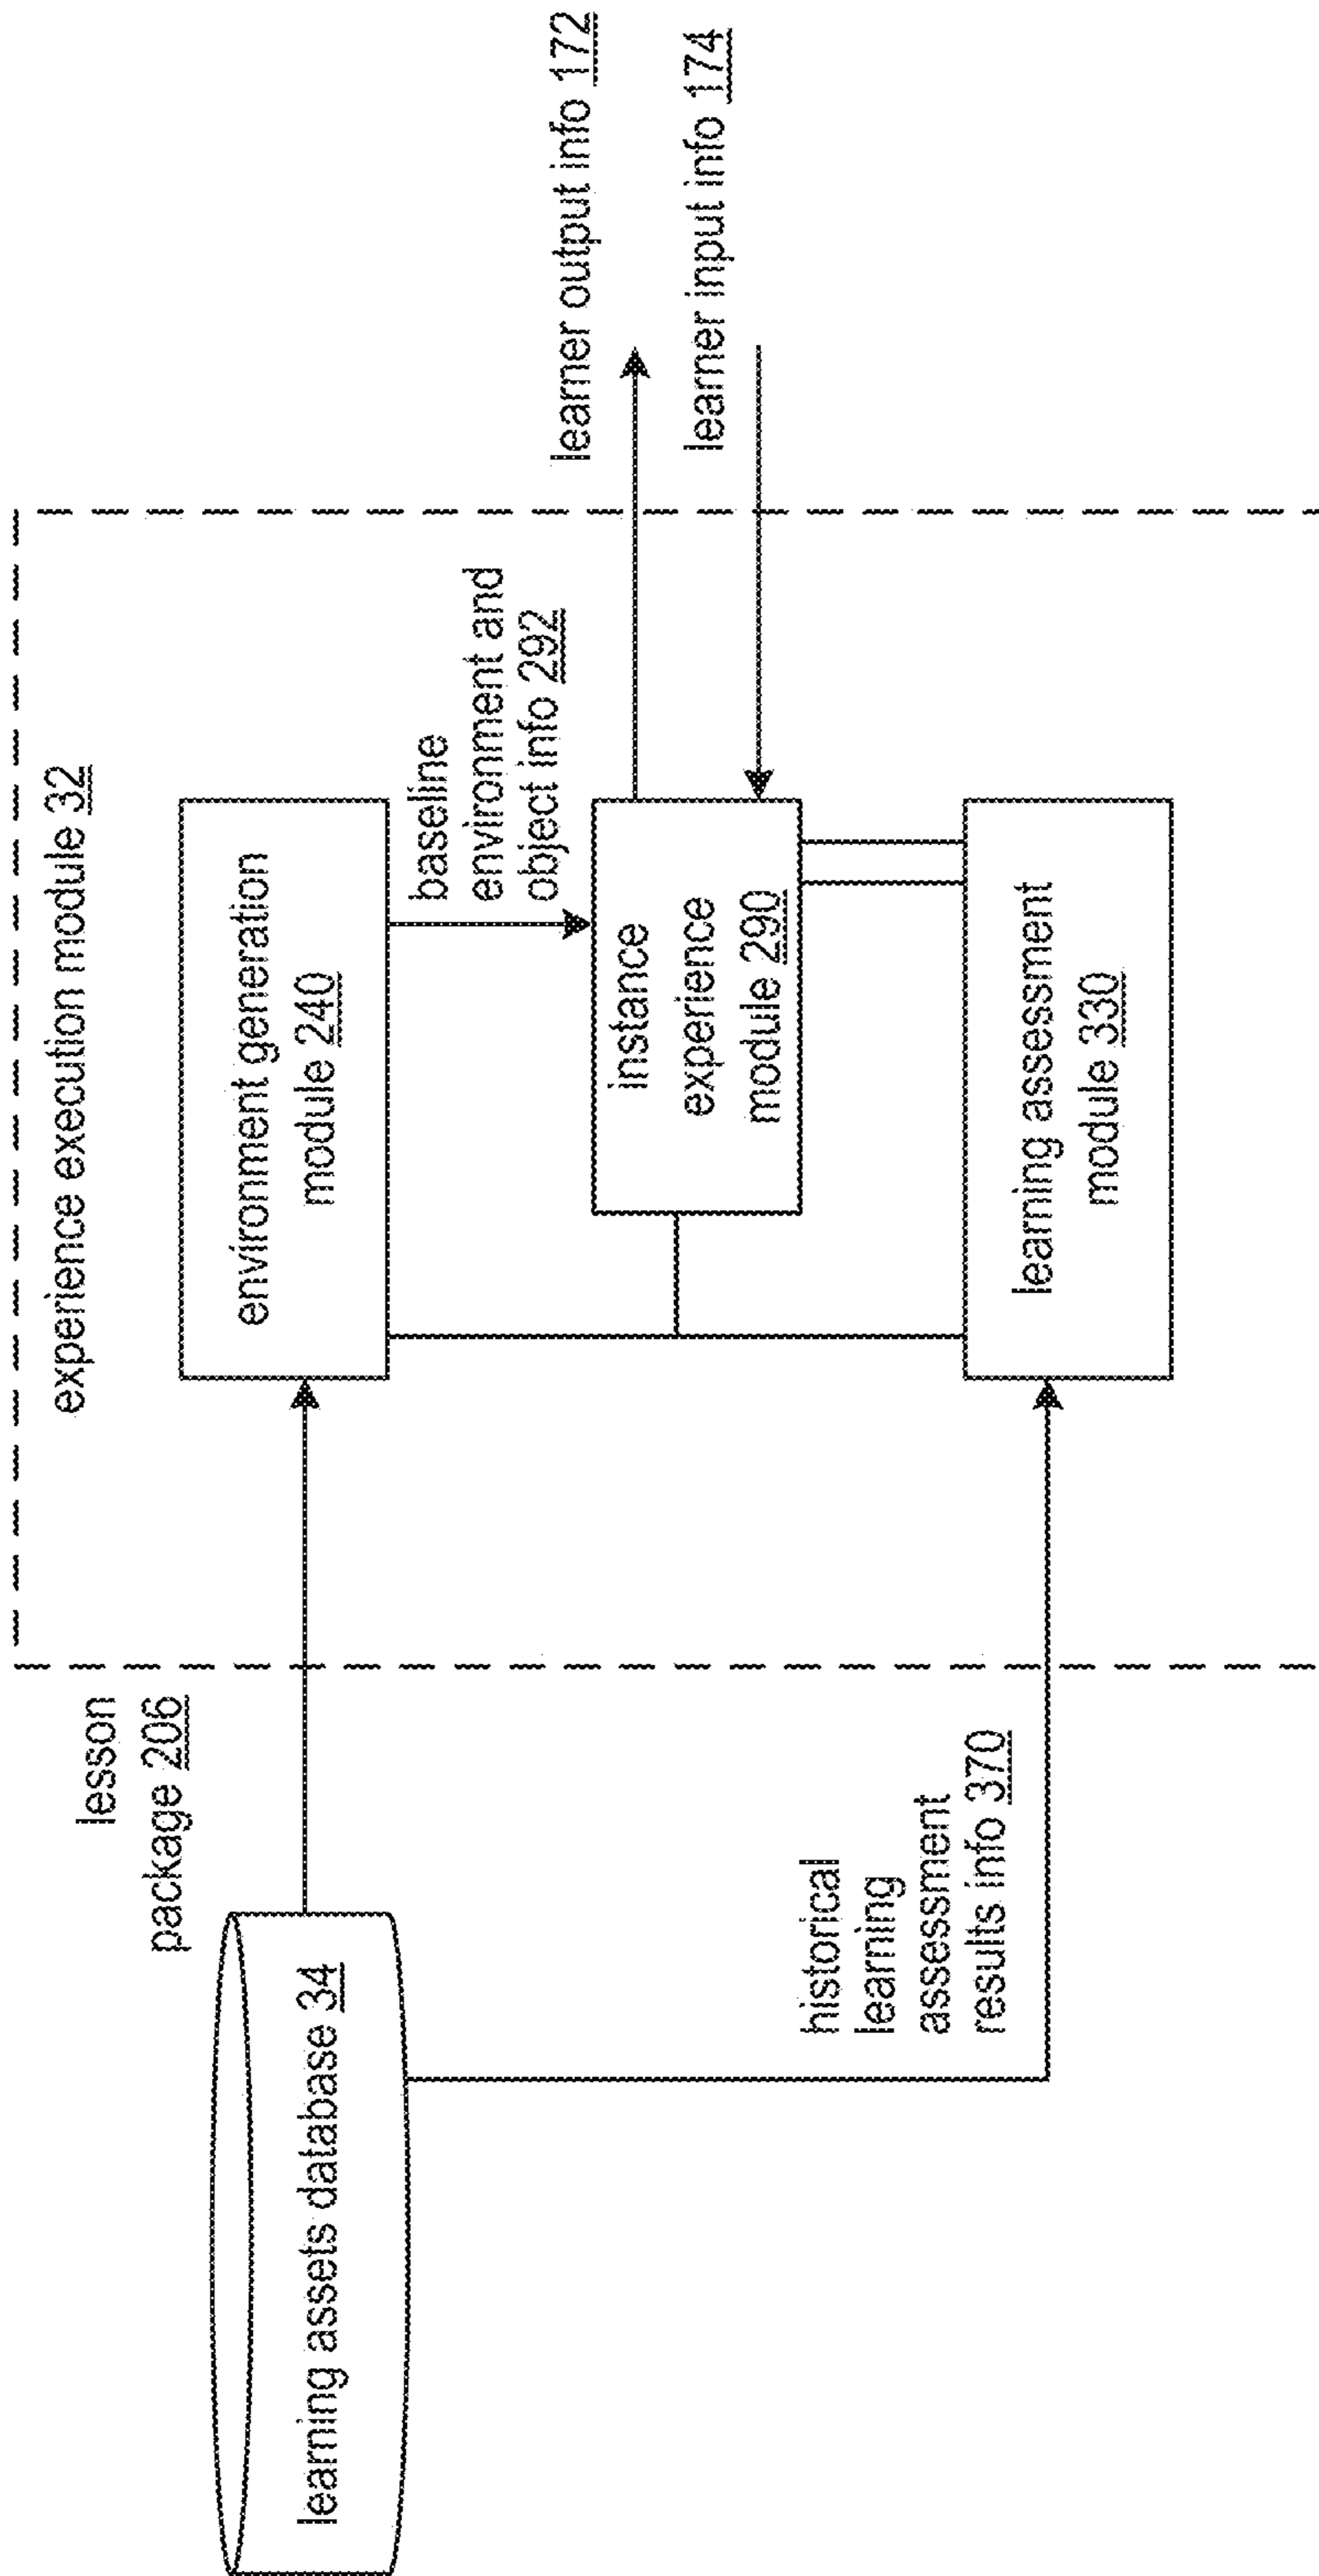 experience execution module 32
lesson
package 206
learning assets database 34
environment generation
module 240
baseline
environment and
object info 292
learner output info 172
learner input info 174
instance
experience
module 290
historical
learning
assessment
results info 370
learning assessment
module 330